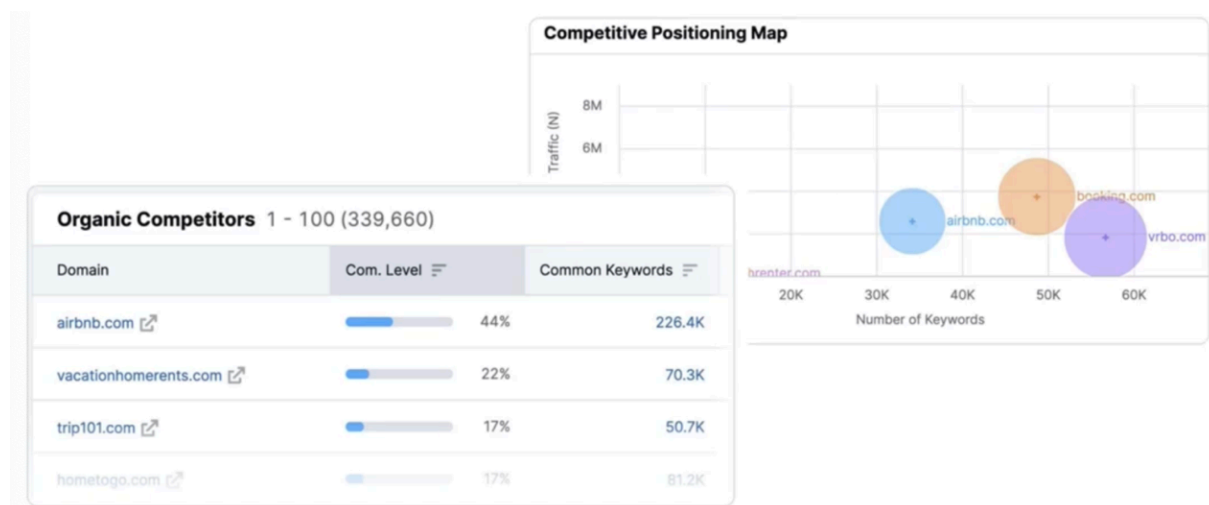 Competitive Positioning Map
8M
Traffic (N)
6M
booking.com
airbnb.com
vrbo.com
hrenter.com
20K 30K 40K 50K 60K
Number of Keywords
Organic Competitors 1 - 100 (339,660)
Domain Com. Level Common Keywords
airbnb.com 44% 226.4K
vacationhomerents.com 22% 70.3K
trip101.com 17% 50.7K
hometogo.com 17% 81.2K